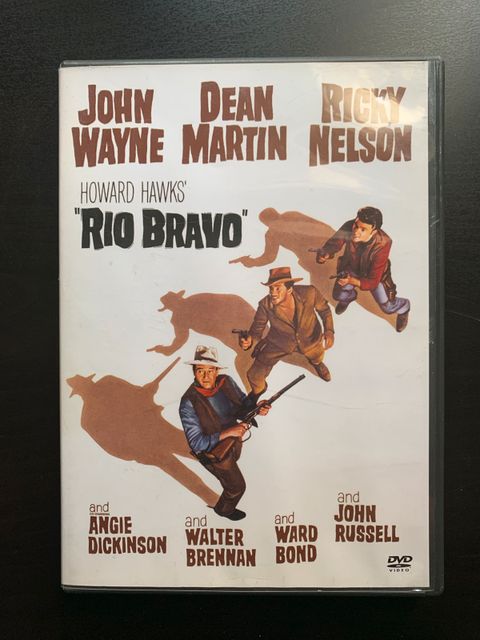 JOHN WAYNE
DEAN MARTIN
RICKY NELSON
HOWARD HAWKS'
"RIO BRAVO"
and
ANGIE
DICKINSON
and
WALTER
BRENNAN
and
WARD
BOND
and
JOHN
RUSSELL
DVD
VIDEO